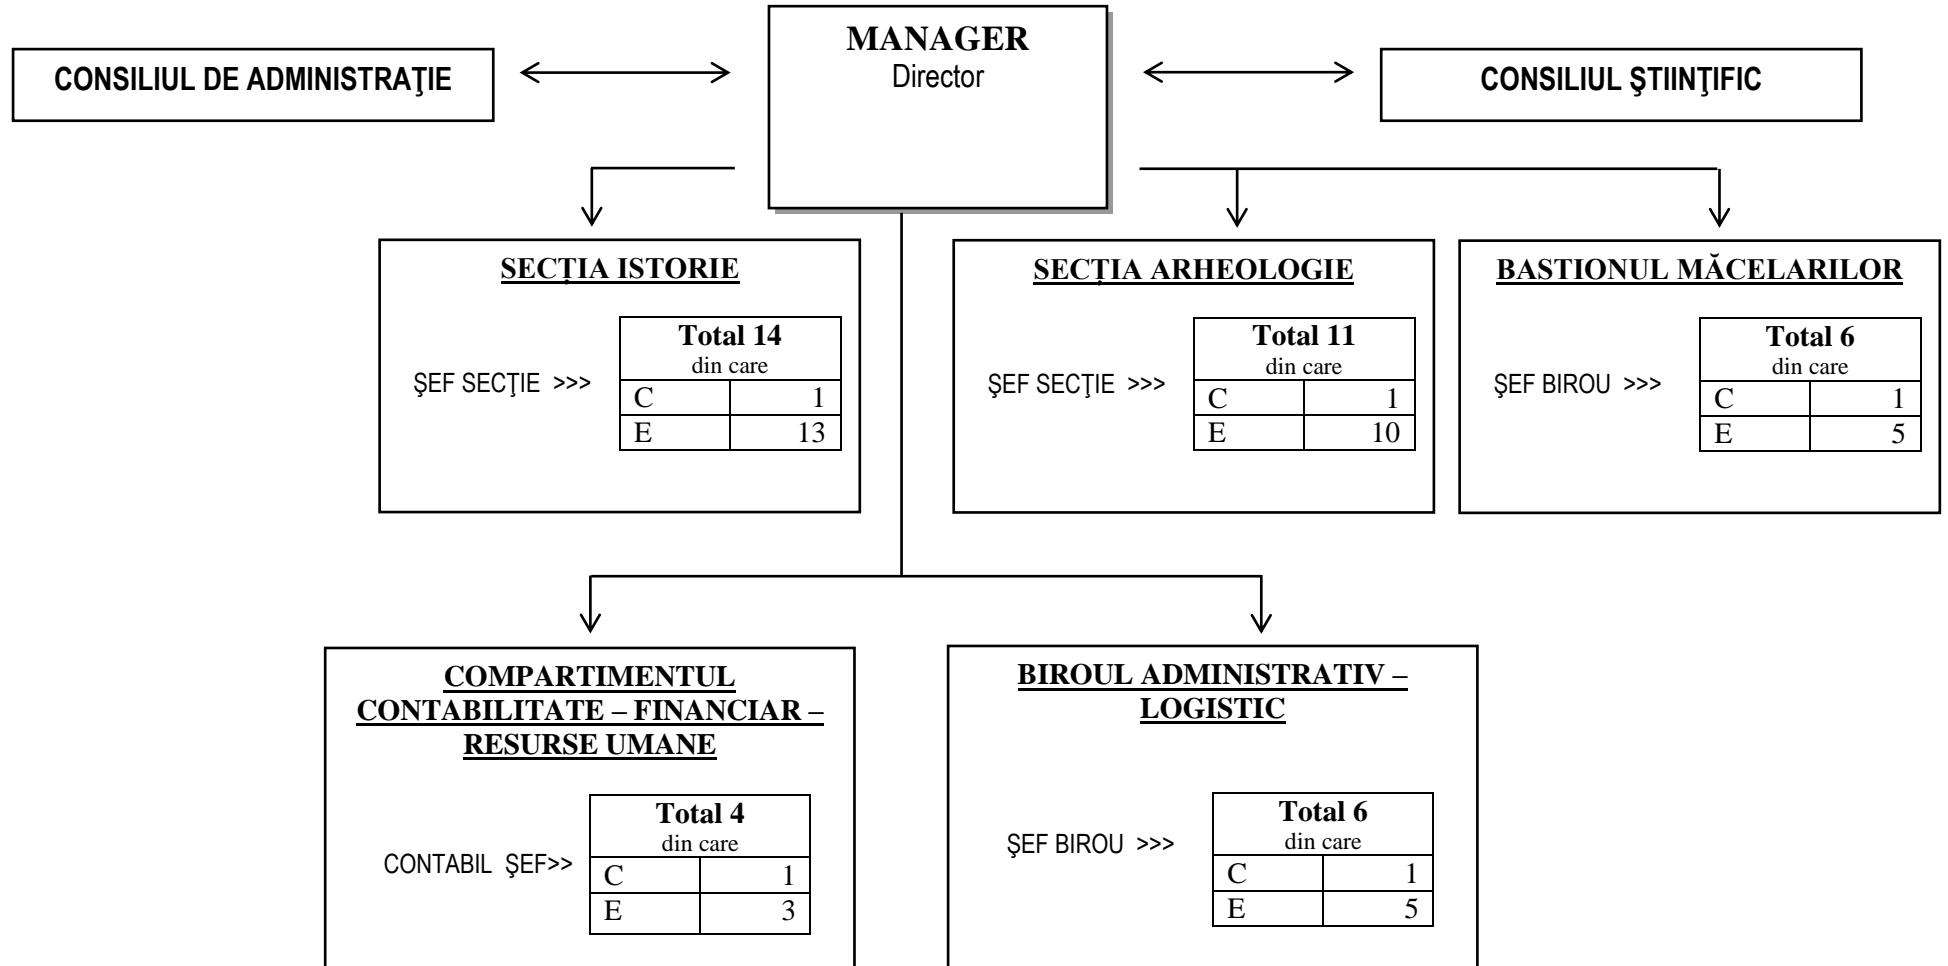 MANAGER
Director
CONSILIUL DE ADMINISTRAŢIE
CONSILIUL ŞTIINŢIFIC
SECȚIA ISTORIE
ŞEF SECŢIE >>>
Total 14
din care
C 1
E 13
SECȚIA ARHEOLOGIE
ŞEF SECŢIE >>>
Total 11
din care
C 1
E 10
BASTIONUL MĂCELARILOR
ŞEF BIROU >>>
Total 6
din care
C 1
E 5
COMPARTIMENTUL
CONTABILITATE – FINANCIAR –
RESURSE UMANE
CONTABIL ŞEF>>
Total 4
din care
C 1
E 3
BIROUL ADMINISTRATIV –
LOGISTIC
ŞEF BIROU >>>
Total 6
din care
C 1
E 5